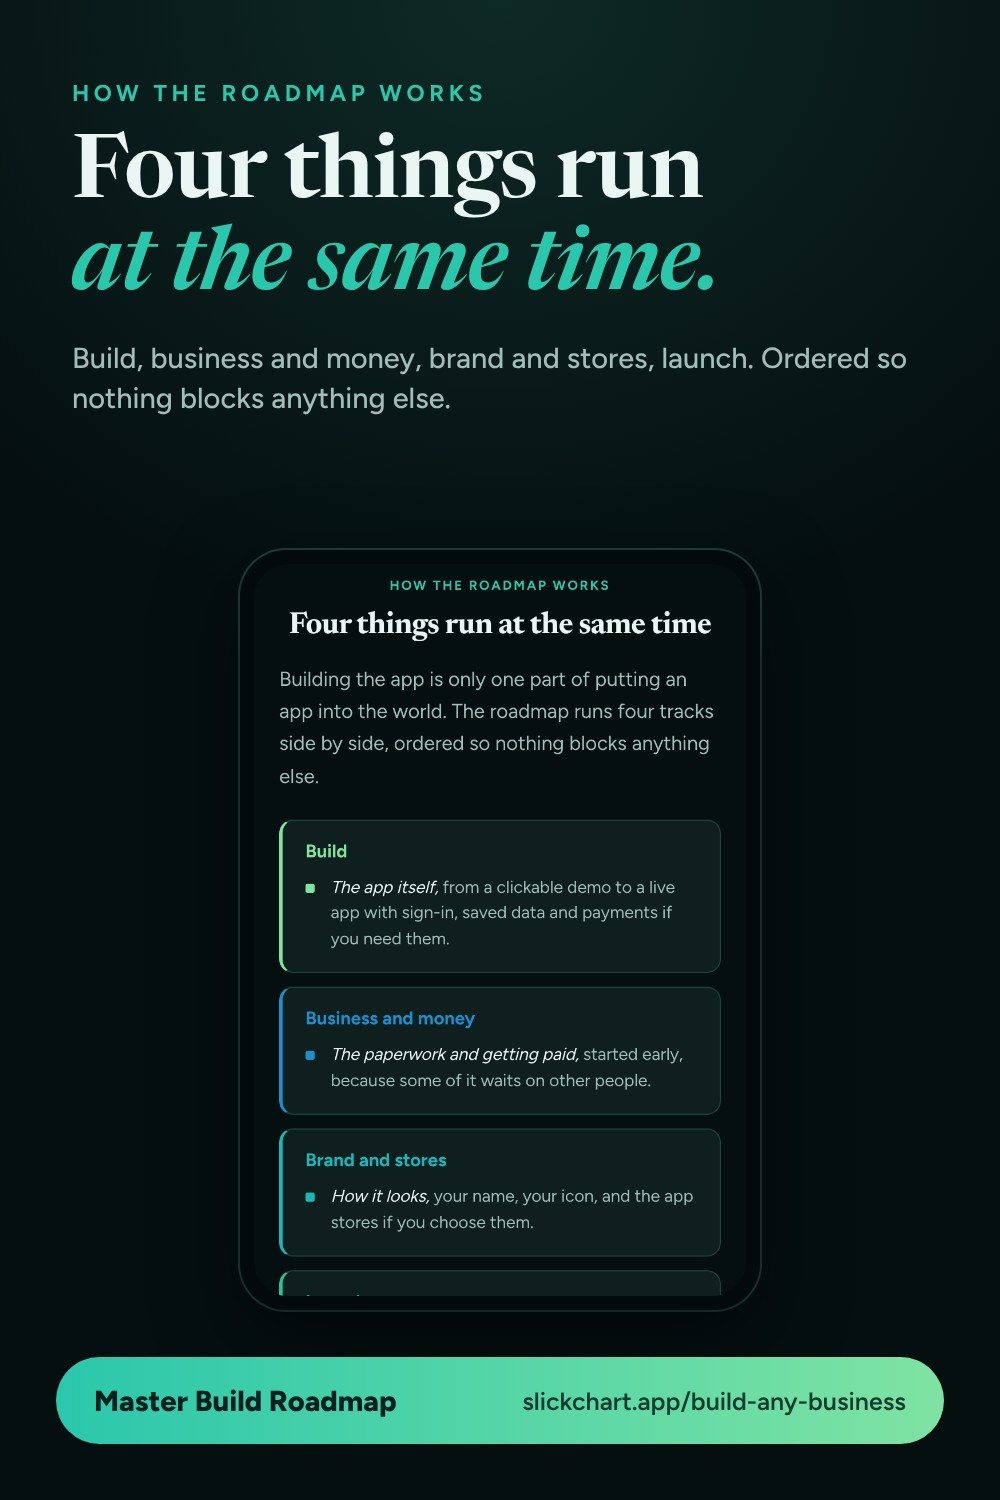 HOW THE ROADMAP WORKS
Four things run
at the same time.
Build, business and money, brand and stores, launch. Ordered so
nothing blocks anything else.
HOW THE ROADMAP WORKS
Four things run at the same time
Building the app is only one part of putting an
app into the world. The roadmap runs four tracks
side by side, ordered so nothing blocks anything
else.
Build
The app itself, from a clickable demo to a live
app with sign-in, saved data and payments if
you need them.
Business and money
The paperwork and getting paid, started early,
because some of it waits on other people.
Brand and stores
How it looks, your name, your icon, and the app
stores if you choose them.
Master Build Roadmap
slickchart.app/build-any-business